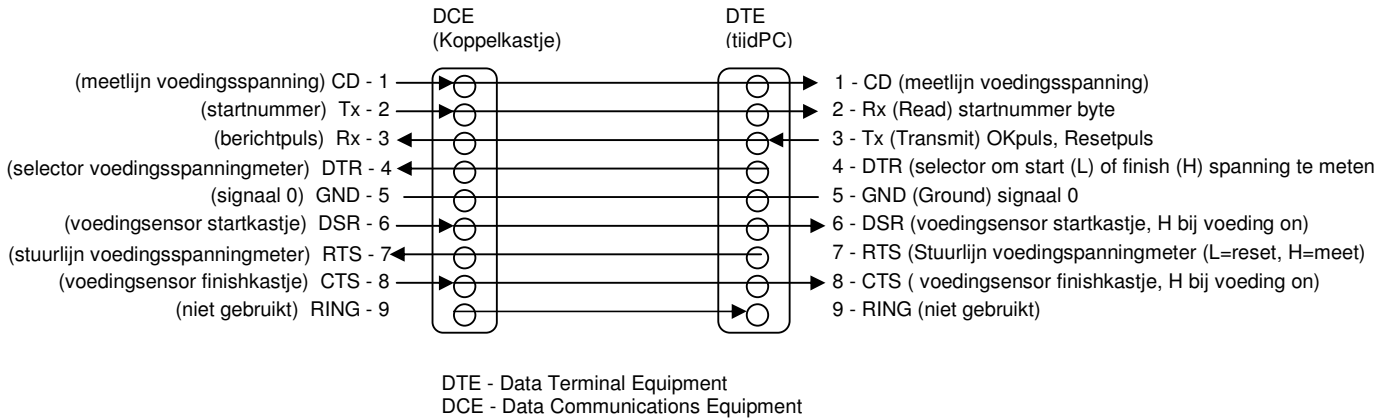 DCE
(Koppelkastje)
DTE
(tiidPC)
(meetlijn voedingsspanning) CD - 1
(startnummer) Tx - 2
(berichtpuls) Rx - 3
(selector voedingsspanningmeter) DTR - 4
(signaal 0) GND - 5
(voedingsensor startkastje) DSR - 6
(stuurlijn voedingsspanningmeter) RTS - 7
(voedingsensor finishkastje) CTS - 8
(niet gebruikt) RING - 9
1 - CD (meetlijn voedingsspanning)
2 - Rx (Read) startnummer byte
3 - Tx (Transmit) OKpuls, Resetpuls
4 - DTR (selector om start (L) of finish (H) spanning te meten
5 - GND (Ground) signaal 0
6 - DSR (voedingsensor startkastje, H bij voeding on)
7 - RTS (Stuurlijn voedingspanningmeter (L=reset, H=meet)
8 - CTS ( voedingsensor finishkastje, H bij voeding on)
9 - RING (niet gebruikt)
DTE - Data Terminal Equipment
DCE - Data Communications Equipment